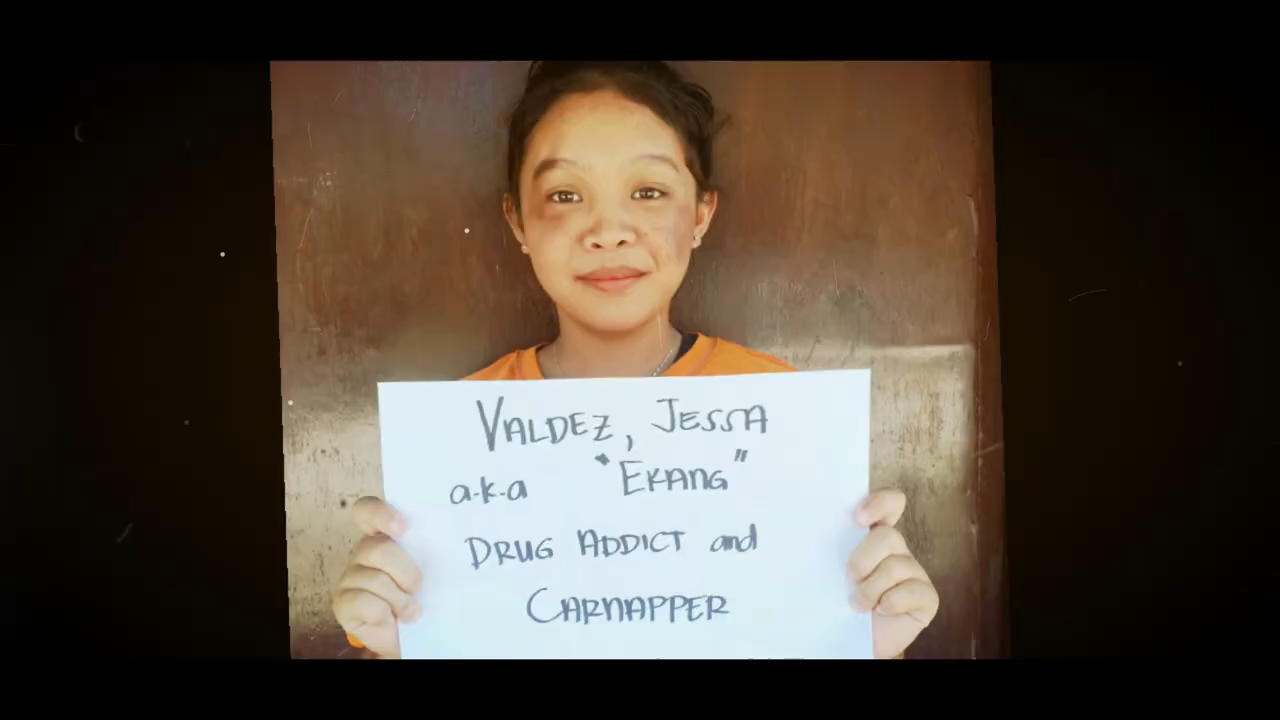 VALDEZ, JESSA
a.k.a "EKANG"
DRUG ADDICT and
CARNAPPER